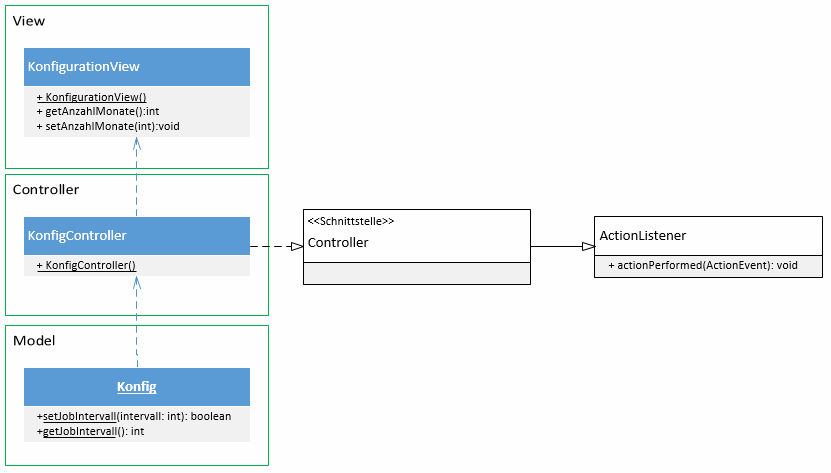 View
KonfigurationView
+ KonfigurationView()
+ getAnzahlMonate():int
+ setAnzahlMonate(int):void
Controller
KonfigController
+ KonfigController()
<<Schnittstelle>>
Controller
ActionListener
+ actionPerformed(ActionEvent): void
Model
Konfig
+setJobIntervall(intervall: int): boolean
+getJobIntervall(): int